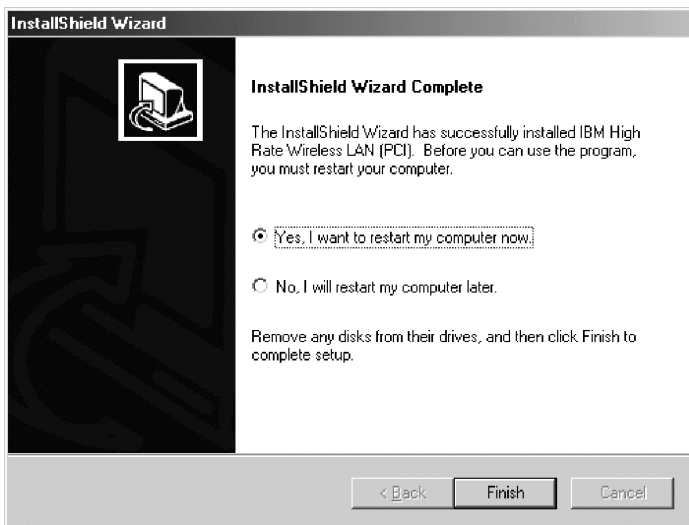 InstallShield Wizard
InstallShield Wizard Complete
The InstallShield Wizard has successfully installed IBM High
Rate Wireless LAN (PCI). Before you can use the program,
you must restart your computer.
Yes, I want to restart my computer now.
No, I will restart my computer later.
Remove any disks from their drives, and then click Finish to
complete setup.
< Back
Finish
Cancel